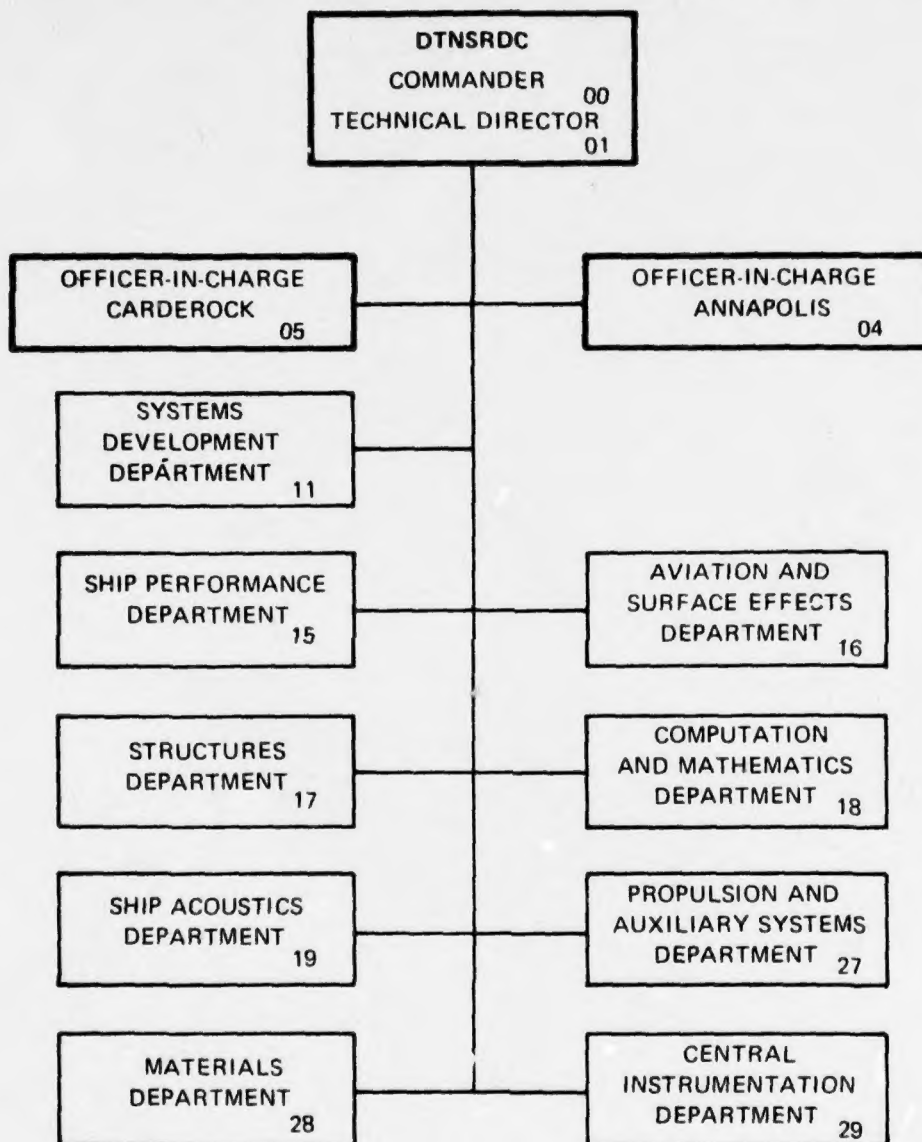 DTNSRDC
COMMANDER
00
TECHNICAL DIRECTOR
01
OFFICER-IN-CHARGE
CARDEROCK
05
OFFICER-IN-CHARGE
ANNAPOLIS
04
SYSTEMS
DEVELOPMENT
DEPARTMENT
11
SHIP PERFORMANCE
DEPARTMENT
15
AVIATION AND
SURFACE EFFECTS
DEPARTMENT
16
STRUCTURES
DEPARTMENT
17
COMPUTATION
AND MATHEMATICS
DEPARTMENT
18
SHIP ACOUSTICS
DEPARTMENT
19
PROPULSION AND
AUXILIARY SYSTEMS
DEPARTMENT
27
MATERIALS
DEPARTMENT
28
CENTRAL
INSTRUMENTATION
DEPARTMENT
29